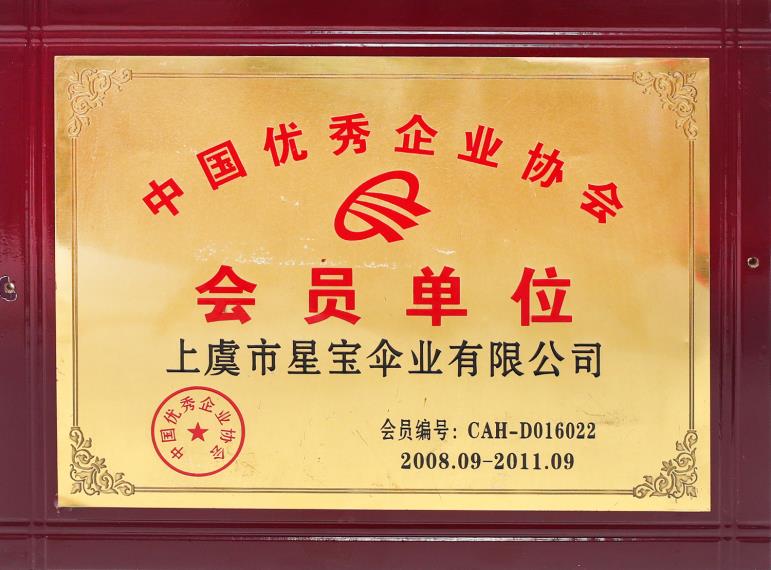 中国优秀企业协会
会员单位
上虞市星宝伞业有限公司
中国优秀企业协会
会员编号：CAH-D016022
2008.09-2011.09